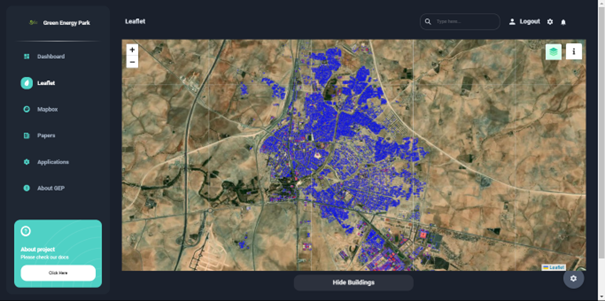 Green Energy Park
Dashboard
Leaflet
Mapbox
Papers
Applications
About GEP
About project
Please check our docs
Click Here
Leaflet
Type here...
Logout
+
−
i
Leaflet
Hide Buildings